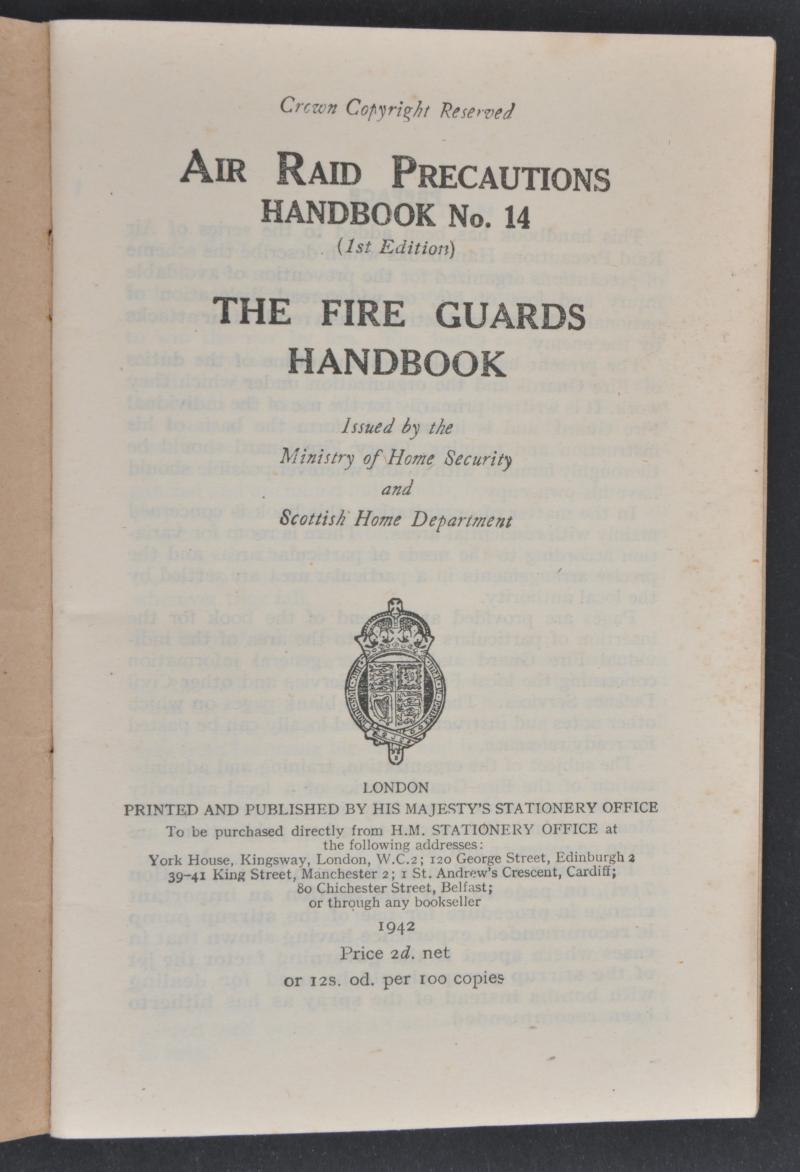 Crown Copyright Reserved
AIR RAID PRECAUTIONS
HANDBOOK No. 14
(1st Edition)
THE FIRE GUARDS
HANDBOOK
Issued by the
Ministry of Home Security
and
Scottish Home Department
LONDON
PRINTED AND PUBLISHED BY HIS MAJESTY'S STATIONERY OFFICE
To be purchased directly from H.M. STATIONERY OFFICE at
the following addresses:
York House, Kingsway, London, W.C.2; 120 George Street, Edinburgh 2
39-41 King Street, Manchester 2; 1 St. Andrew's Crescent, Cardiff;
80 Chichester Street, Belfast;
or through any bookseller
1942
Price 2d. net
or 12s. 0d. per 100 copies